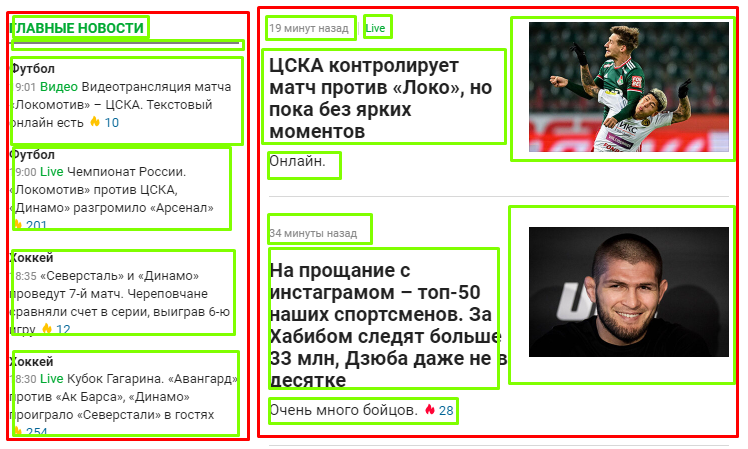 ГЛАВНЫЕ НОВОСТИ
Футбол
19:01 Видео Видеотрансляция матча
«Локомотив» – ЦСКА. Текстовый
онлайн есть 10
Футбол
19:00 Live Чемпионат России.
«Локомотив» против ЦСКА,
«Динамо» разгромило «Арсенал»
201
Хоккей
18:35 «Северсталь» и «Динамо»
проведут 7-й матч. Череповчане
сравняли счет в серии, выиграв 6-ю
игру 12
Хоккей
18:30 Live Кубок Гагарина. «Авангард»
против «Ак Барса», «Динамо»
проиграло «Северстали» в гостях
254
19 минут назад Live
ЦСКА контролирует
матч против «Локо», но
пока без ярких
моментов
Онлайн.
34 минуты назад
На прощание с
инстаграмом – топ-50
наших спортсменов. За
Хабибом следят больше
33 млн, Дзюба даже не в
десятке
Очень много бойцов. 28